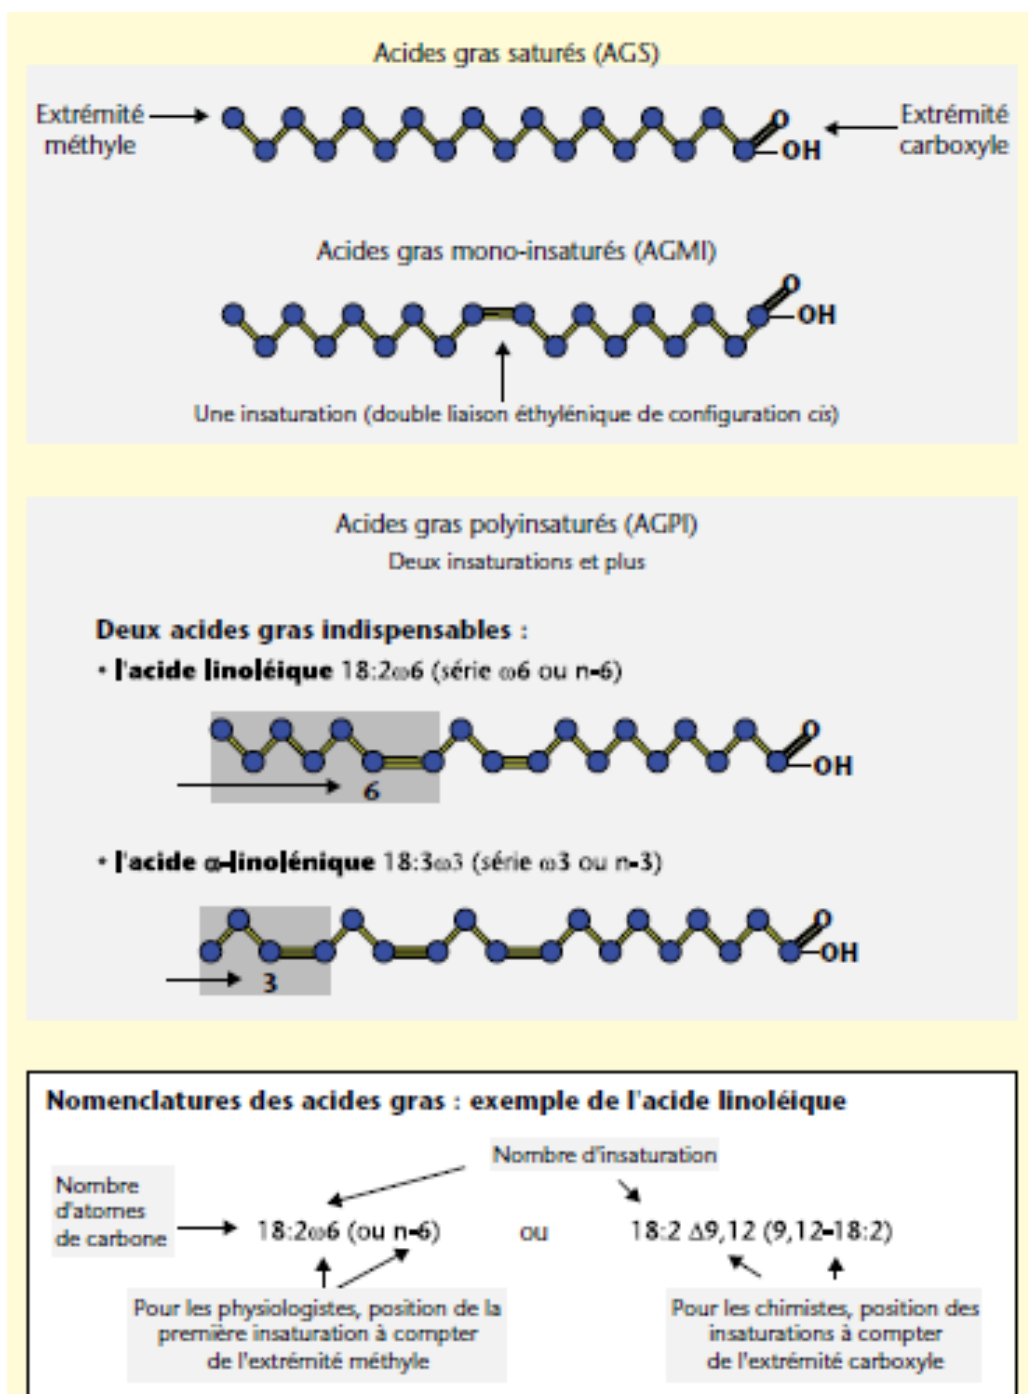 Acides gras saturés (AGS)
Extrémité
méthyle
O
OH
Extrémité
carboxyle
Acides gras mono-insaturés (AGMI)
O
OH
Une insaturation (double liaison éthylénique de configuration cis)
Acides gras polyinsaturés (AGPI)
Deux insaturations et plus
Deux acides gras indispensables :
• l'acide linoléique 18:2ω6 (série ω6 ou n-6)
O
OH
6
• l'acide α-linolénique 18:3ω3 (série ω3 ou n-3)
O
OH
3
Nomenclatures des acides gras : exemple de l'acide linoléique
Nombre d'insaturation
Nombre
d'atomes
de carbone
18:2ω6 (ou n-6) ou 18:2 Δ9,12 (9,12-18:2)
Pour les physiologistes, position de la
première insaturation à compter
de l'extrémité méthyle
Pour les chimistes, position des
insaturations à compter
de l'extrémité carboxyle